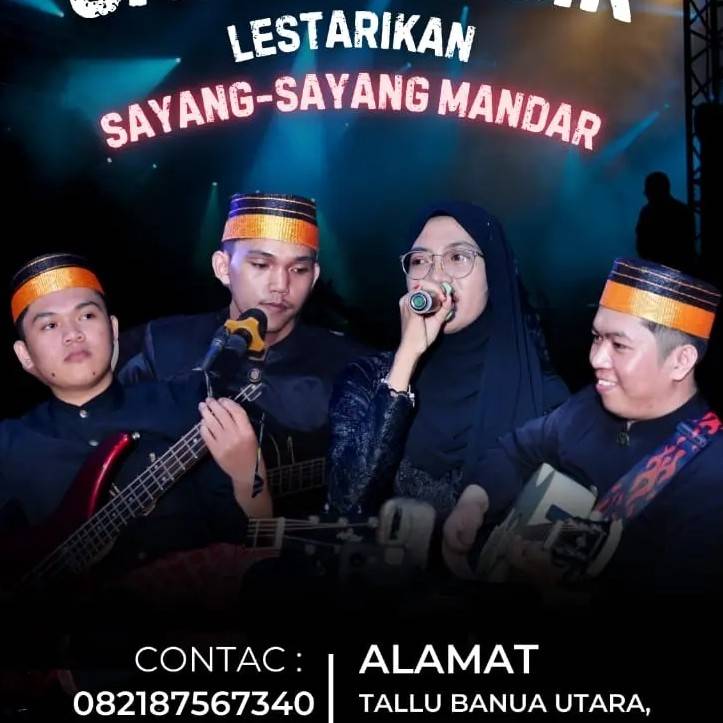 LESTARIKAN
SAYANG-SAYANG MANDAR
CONTAC :
082187567340
ALAMAT
TALLU BANUA UTARA,